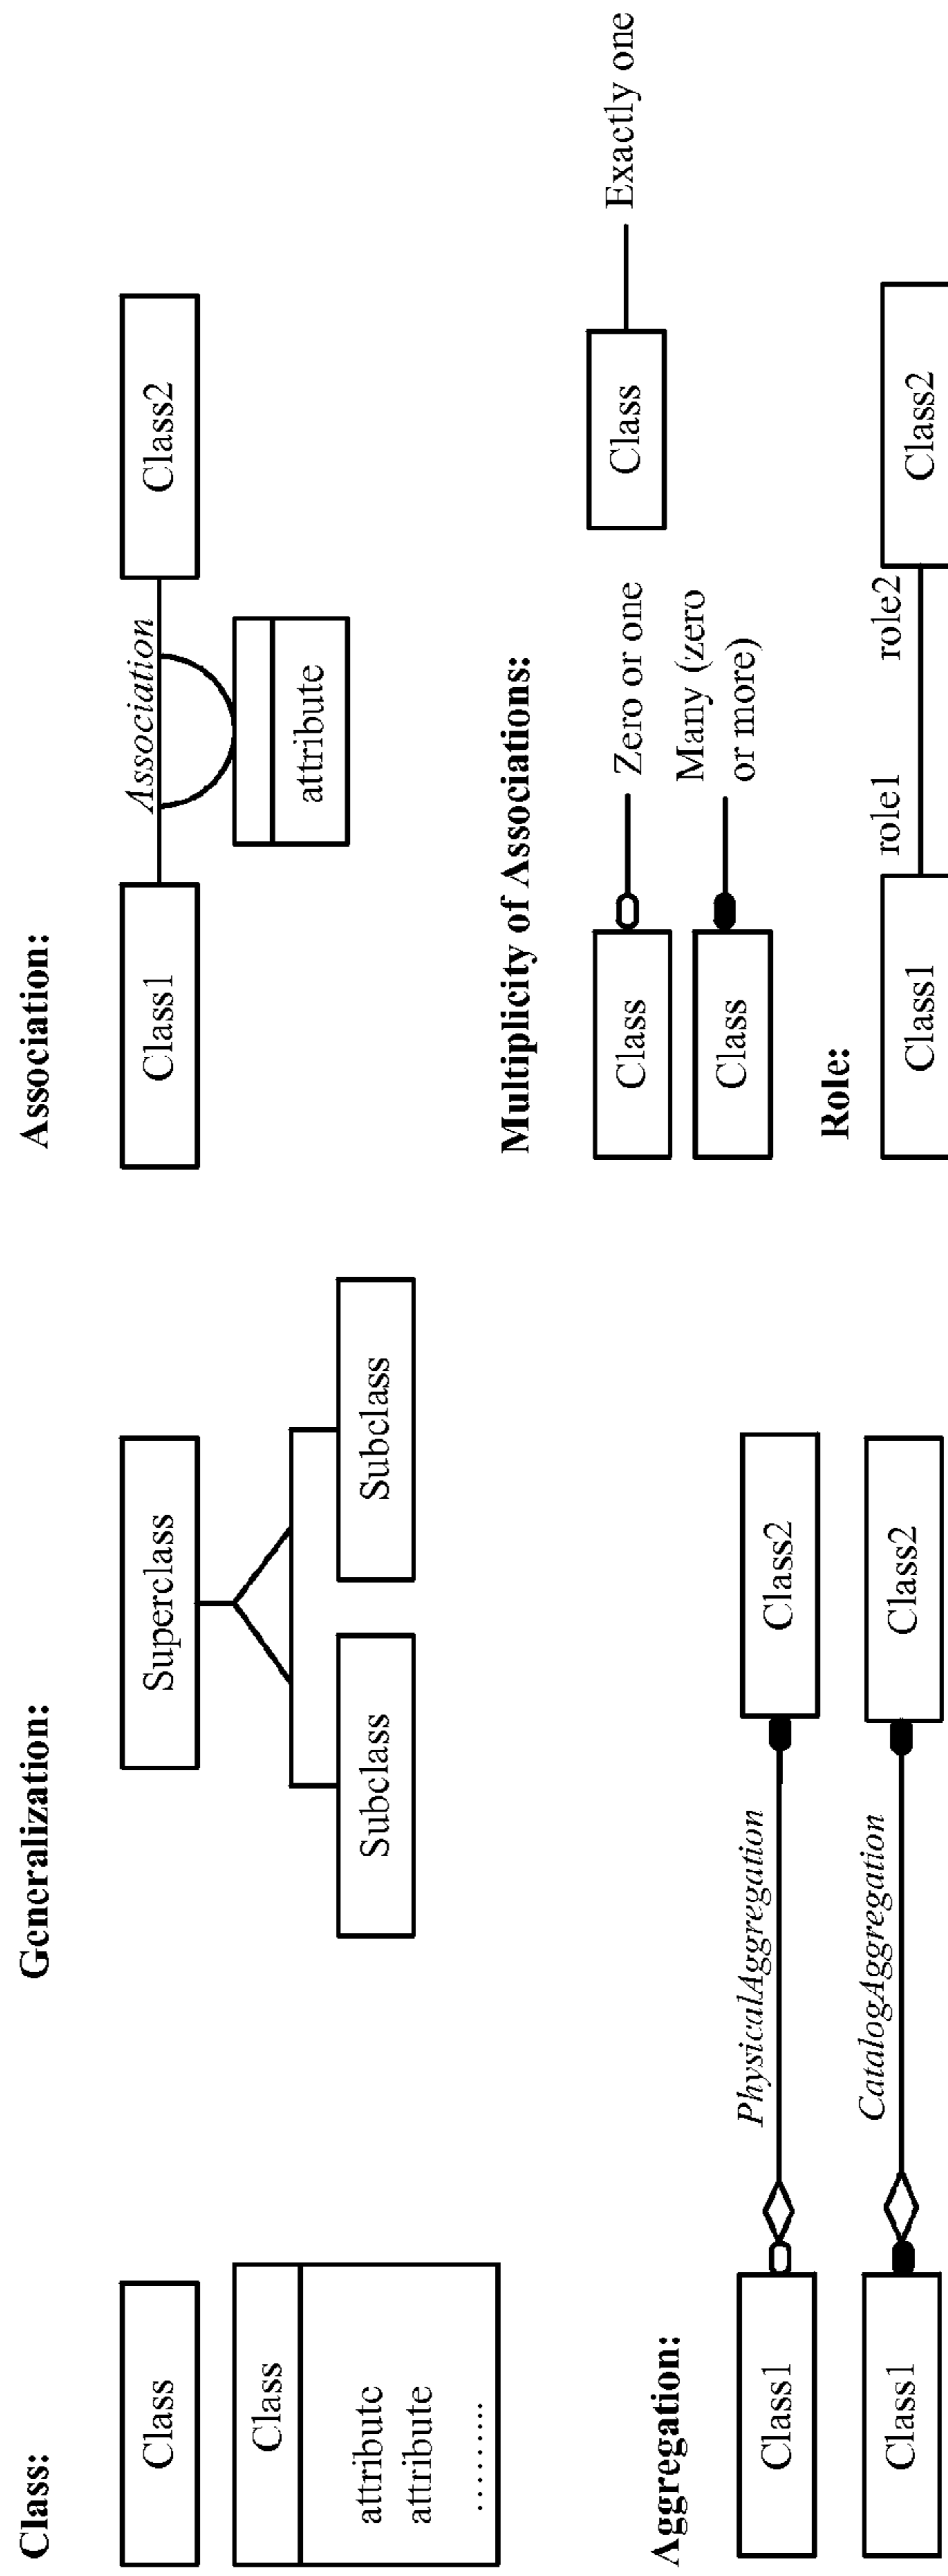 Class:
Class
Class
attribute
attribute
.........
Generalization:
Superclass
Subclass
Subclass
Association:
Class1
Association
Class2
attribute
Multiplicity of Associations:
Class
Zero or one
Class
Many (zero
or more)
Class
Exactly one
Aggregation:
Class1
PhysicalAggregation
Class2
Class1
CatalogAggregation
Class2
Role:
Class1
role1
role2
Class2